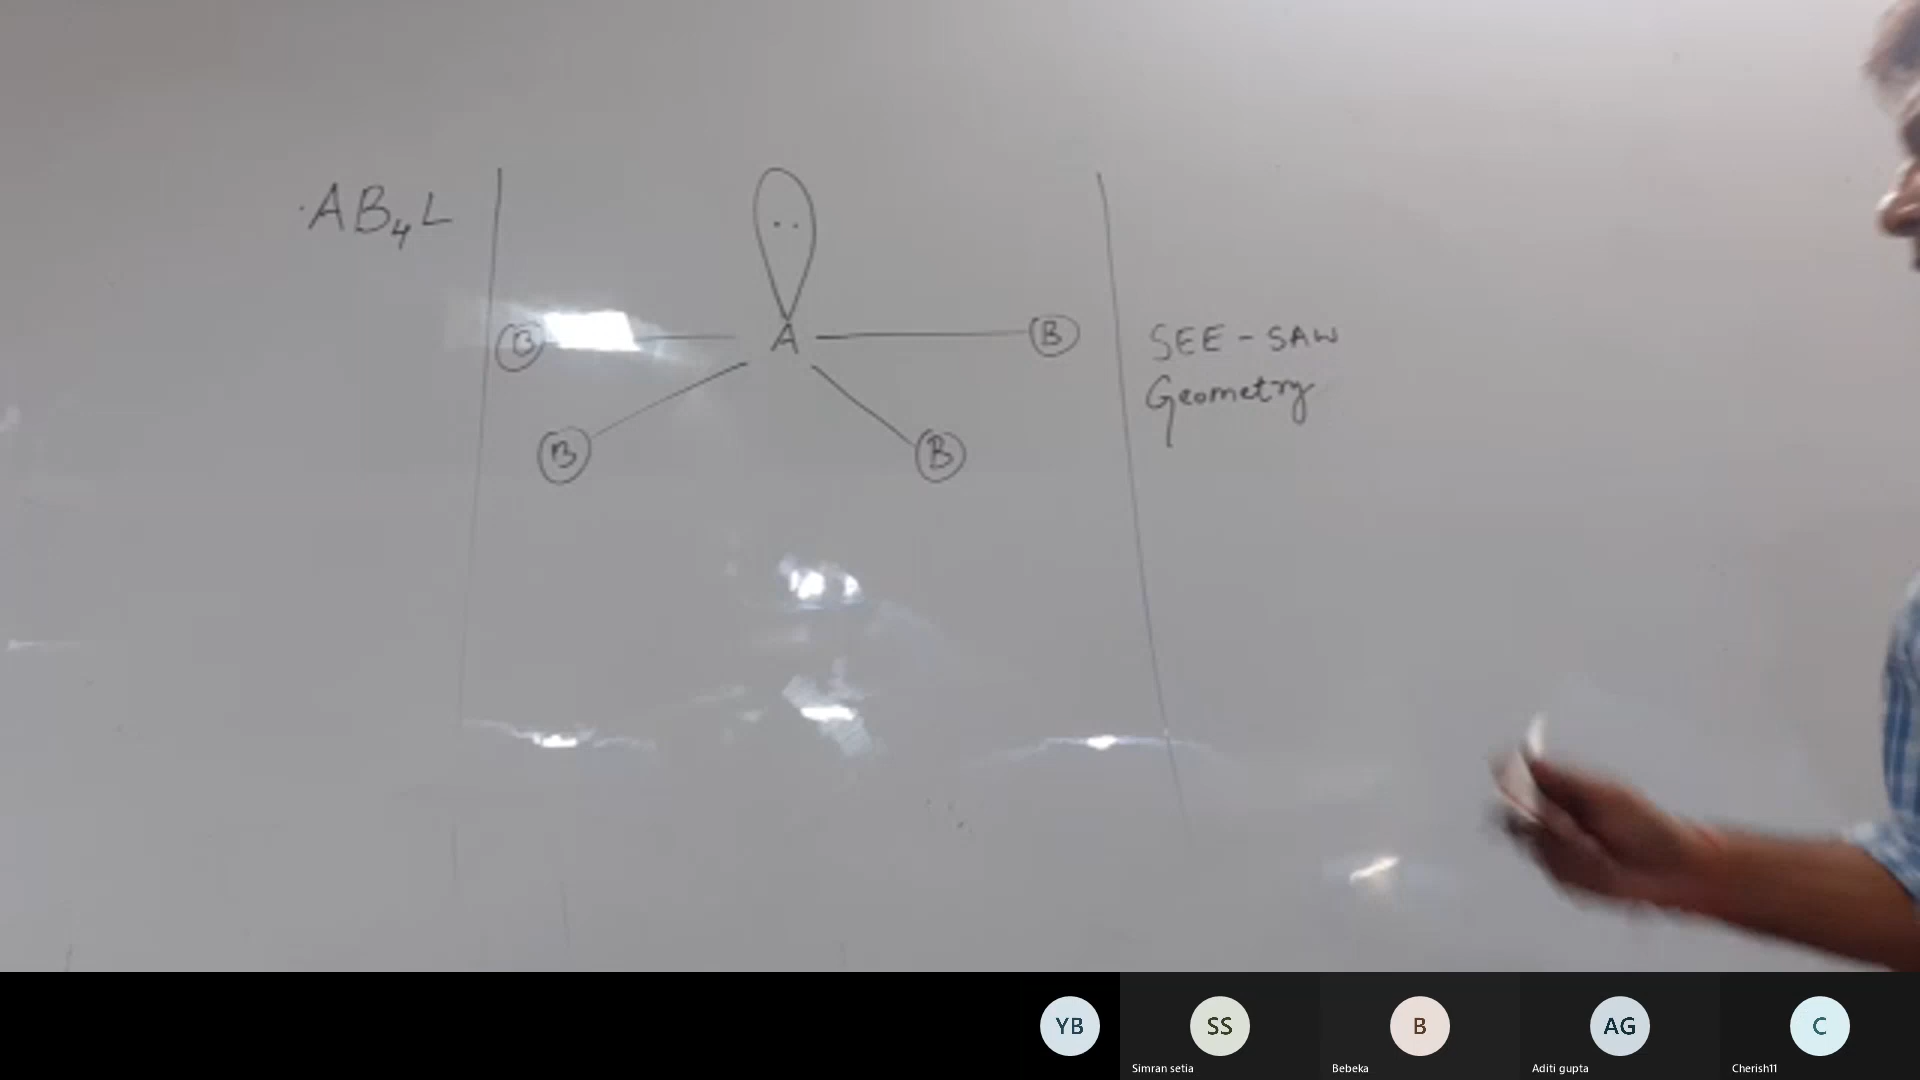 AB₄L
A
B
B
B
B
SEE - SAW
Geometry
YB
SS
B
AG
C
Simran setia
Bebeka
Aditi gupta
Cherish11